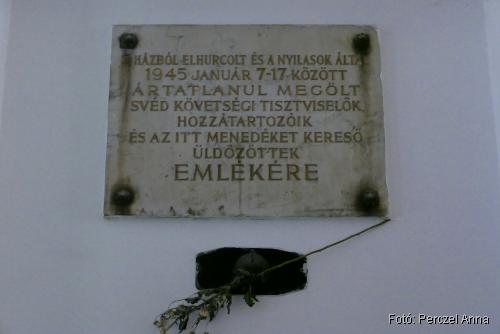 HÁZBÓL ELHURCOLT ÉS A NYILASOK ÁLTA
1945 JANUÁR 7-17 KÖZÖTT
ÁRTATLANUL MEGÖLT
SVÉD KÖVETSÉGI TISZTVISELŐK,
HOZZÁTARTOZÓIK
ÉS AZ ITT MENEDÉKET KERESŐ
ÜLDÖZÖTTEK
EMLÉKÉRE
Fotó: Perczel Anna